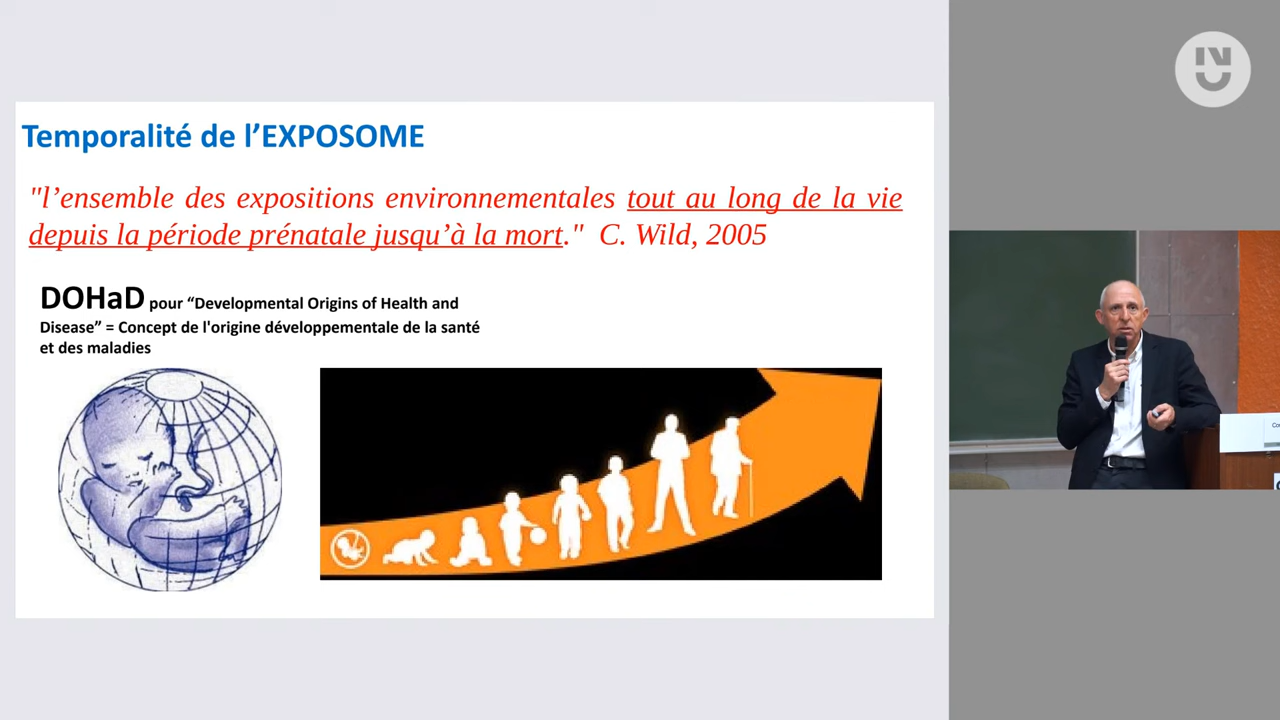 Temporalité de l’EXPOSOME
"l’ensemble des expositions environnementales tout au long de la vie
depuis la période prénatale jusqu’à la mort." C. Wild, 2005
DOHaD pour “Developmental Origins of Health and
Disease” = Concept de l'origine développementale de la santé
et des maladies